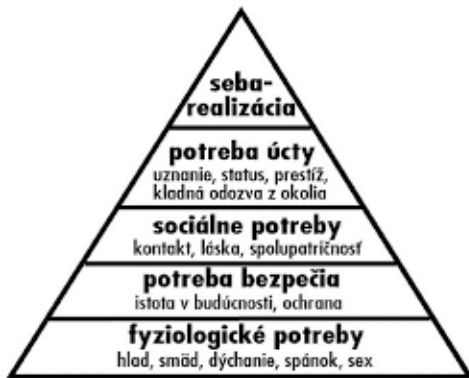 seba-
realizácia
potreba úcty
uznanie, status, prestíž,
kladná odozva z okolia
sociálne potreby
kontakt, láska, spolupatričnosť
potreba bezpečia
istota v budúcnosti, ochrana
fyziologické potreby
hlad, smäd, dýchanie, spánok, sex